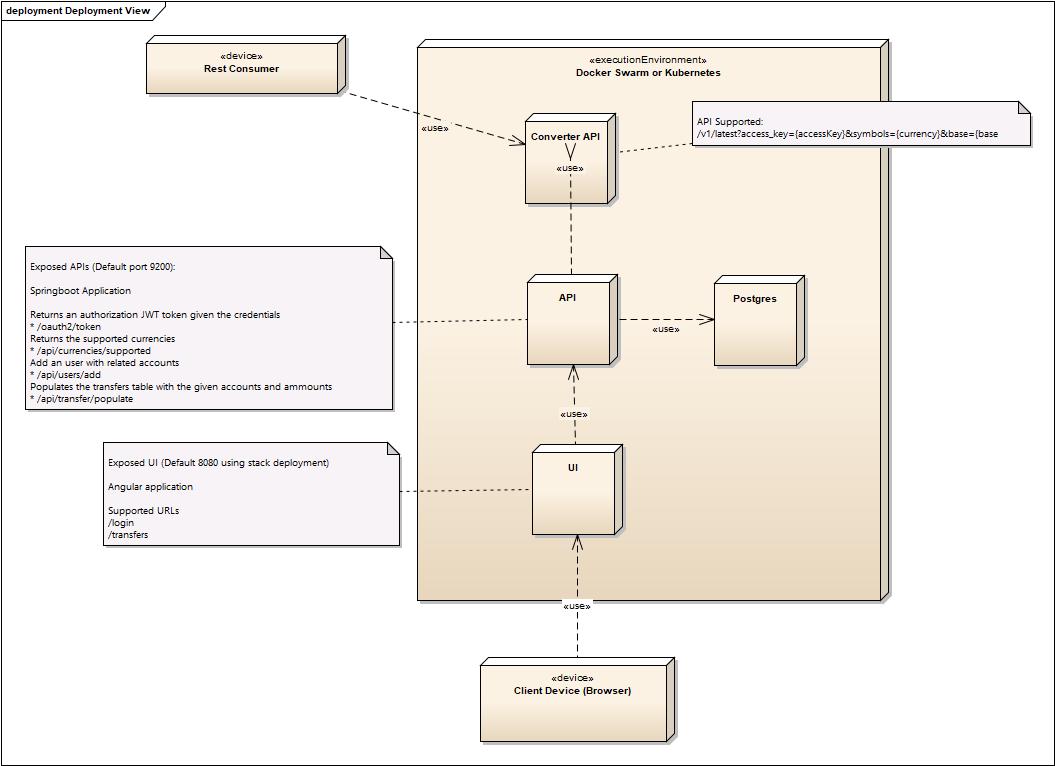 deployment Deployment View
«device»
Rest Consumer
«executionEnvironment»
Docker Swarm or Kubernetes
«use»
Converter API
«use»
API Supported:
/v1/latest?access_key={accessKey}&symbols={currency}&base={base
Exposed APIs (Default port 9200):
Springboot Application
Returns an authorization JWT token given the credentials
* /oauth2/token
Returns the supported currencies
* /api/currencies/supported
Add an user with related accounts
* /api/users/add
Populates the transfers table with the given accounts and ammounts
* /api/transfer/populate
API
«use»
Postgres
«use»
Exposed UI (Default 8080 using stack deployment)
Angular application
Supported URLs
/login
/transfers
UI
«use»
«device»
Client Device (Browser)